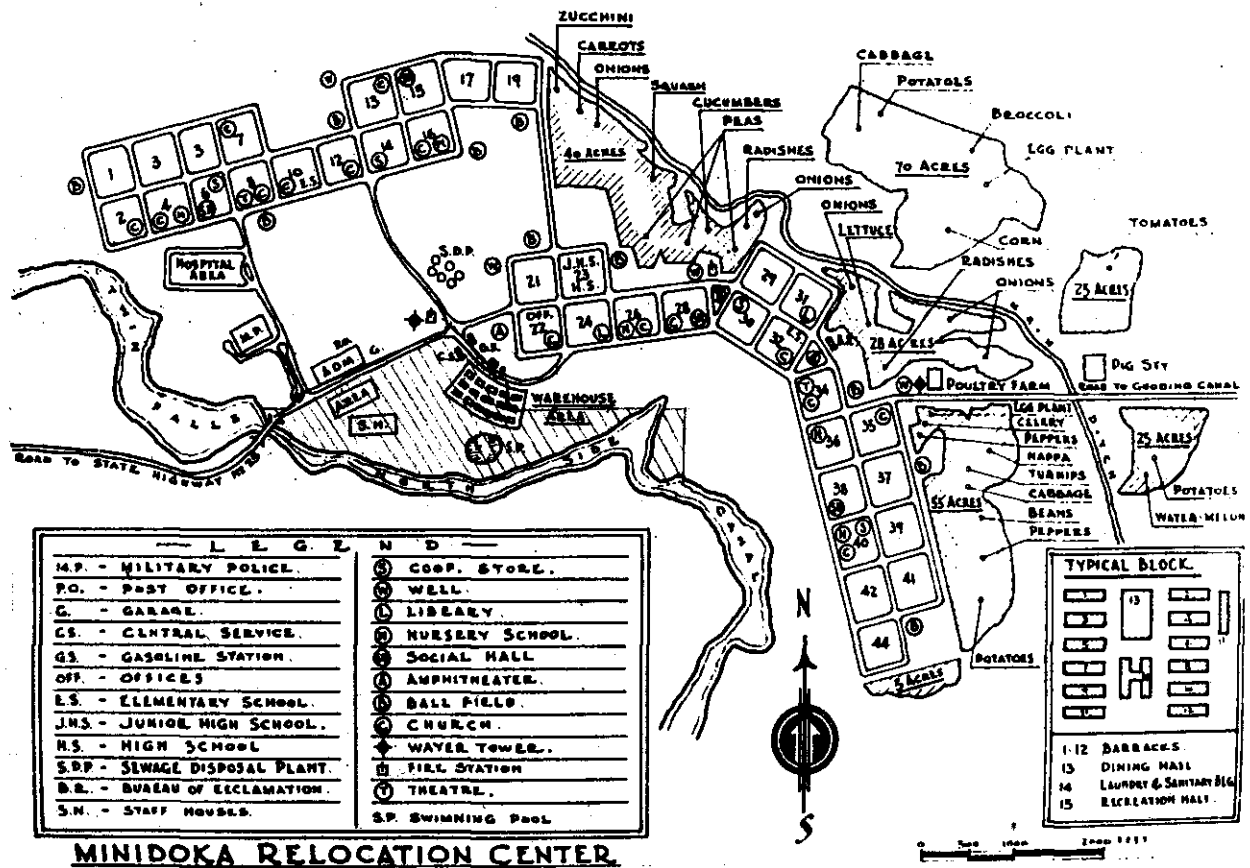 ZUCCHINI
CARROTS
ONIONS
SQUASH
CUCUMBERS
PEAS
RADISHES
ONIONS
ONIONS
LETTUCE
CABBAGE
POTATOES
BROCCOLI
EGG PLANT
70 ACRES
CORN
RADISHES
ONIONS
TOMATOES
25 ACRES
40 ACRES
28 ACRES
PIG STY
POULTRY FARM
ROAD TO GOODING CANAL
EGG PLANT
CELERY
PEPPERS
NAPPA
TURNIPS
CABBAGE
BEANS
PEPPERS
55 ACRES
25 ACRES
POTATOES
WATER-MELON
POTATOES
5 ACRES
1
3
5
7
13
15
17
19
2
4
6
8
10
E.S.
12
14
16
HOSPITAL
AREA
M.P.
S.D.P.
21
J.H.S.
23
H.S.
OFF.
22
24
26
28
29
31
30
32
E.S.
34
35
36
37
38
39
40
41
42
44
ADM.
G.
AREA
S.H.
WAREHOUSE
AREA
S.P.
NORTH SIDE
ROAD TO STATE HIGHWAY Nº 25
LEGEND
M.P. - MILITARY POLICE.
P.O. - POST OFFICE.
G. - GARAGE.
C.S. - CENTRAL SERVICE.
G.S. - GASOLINE STATION.
OFF. - OFFICES
E.S. - ELEMENTARY SCHOOL.
J.H.S. - JUNIOR HIGH SCHOOL.
H.S. - HIGH SCHOOL
S.D.P. - SEWAGE DISPOSAL PLANT.
B.R. - BUREAU OF RECLAMATION.
S.H. - STAFF HOUSES.
S COOP. STORE.
W WELL.
L LIBRARY.
N NURSERY SCHOOL.
SH SOCIAL HALL
A AMPHITHEATER.
B BALL FIELD.
C CHURCH.
WATER TOWER.
FIRE STATION
T THEATRE.
S.P. SWIMMING POOL
MINIDOKA RELOCATION CENTER
N
S
TYPICAL BLOCK
13
1-12 BARRACKS.
13 DINING HALL
14 LAUNDRY & SANITARY BLG
15 RECREATION HALL.
0 500 1000 2000 FEET